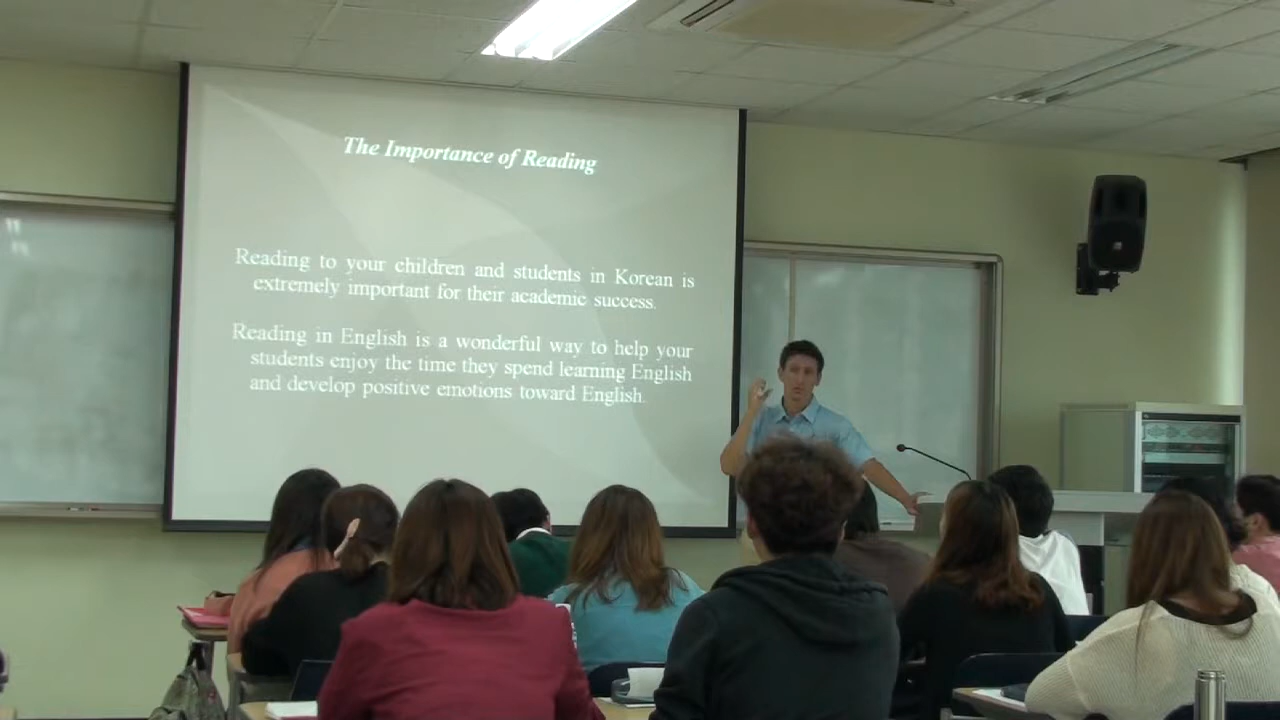 The Importance of Reading
Reading to your children and students in Korean is
extremely important for their academic success.
Reading in English is a wonderful way to help your
students enjoy the time they spend learning English
and develop positive emotions toward English.